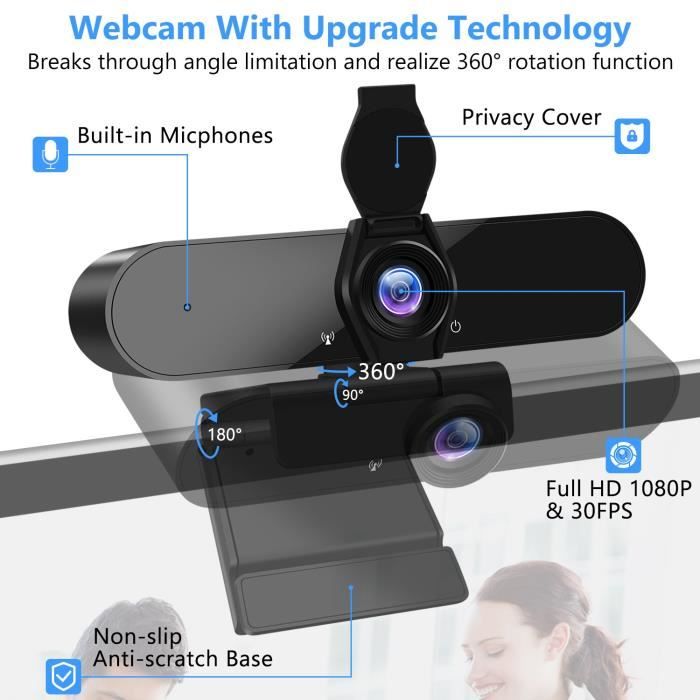 Webcam With Upgrade Technology
Breaks through angle limitation and realize 360° rotation function
Privacy Cover
Built-in Micphones
360°
90°
180°
Full HD 1080P
& 30FPS
Non-slip
Anti-scratch Base